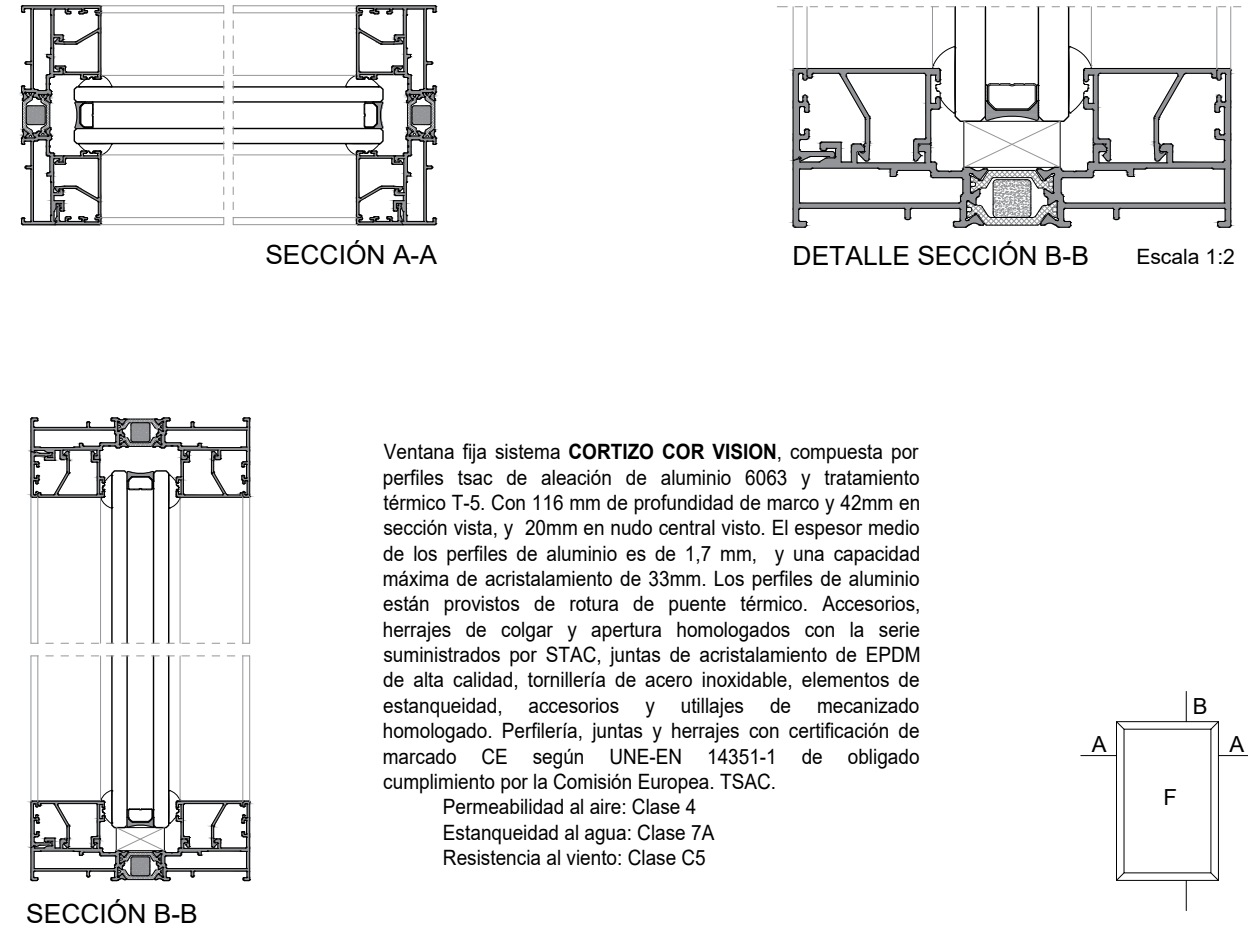 SECCIÓN A-A
DETALLE SECCIÓN B-B Escala 1:2
Ventana fija sistema CORTIZO COR VISION, compuesta por
perfiles tsac de aleación de aluminio 6063 y tratamiento
térmico T-5. Con 116 mm de profundidad de marco y 42mm en
sección vista, y 20mm en nudo central visto. El espesor medio
de los perfiles de aluminio es de 1,7 mm, y una capacidad
máxima de acristalamiento de 33mm. Los perfiles de aluminio
están provistos de rotura de puente térmico. Accesorios,
herrajes de colgar y apertura homologados con la serie
suministrados por STAC, juntas de acristalamiento de EPDM
de alta calidad, tornillería de acero inoxidable, elementos de
estanqueidad, accesorios y utillajes de mecanizado
homologado. Perfilería, juntas y herrajes con certificación de
marcado CE según UNE-EN 14351-1 de obligado
cumplimiento por la Comisión Europea. TSAC.
Permeabilidad al aire: Clase 4
Estanqueidad al agua: Clase 7A
Resistencia al viento: Clase C5
B
A A
F
SECCIÓN B-B